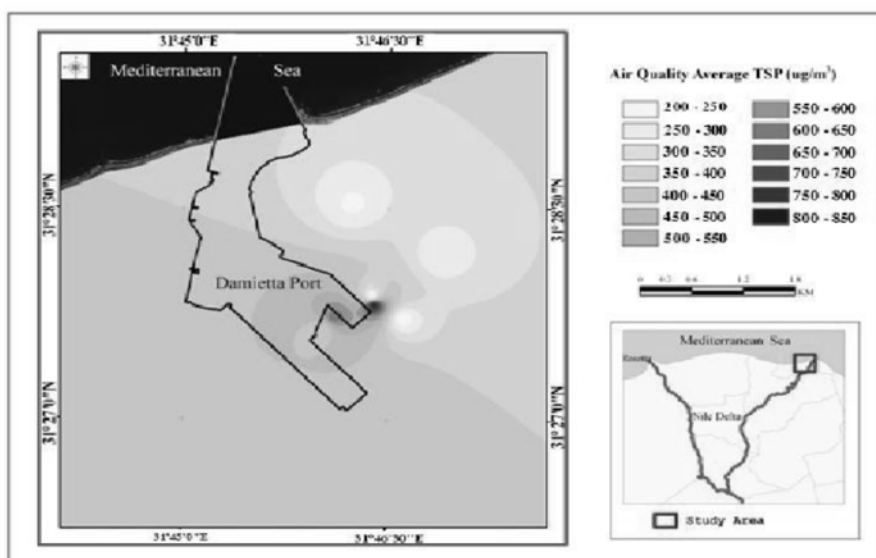 31°45'0"E 31°46'30"E
Mediterranean Sea
31°28'30"N
31°28'30"N
Damietta Port
31°27'0"N
31°27'0"N
31°45'0"E 31°46'30"E
Air Quality Average TSP (ug/m³)
200 - 250
250 - 300
300 - 350
350 - 400
400 - 450
450 - 500
500 - 550
550 - 600
600 - 650
650 - 700
700 - 750
750 - 800
800 - 850
KM
Mediterranean Sea
Rosetta
Nile Delta
Study Area